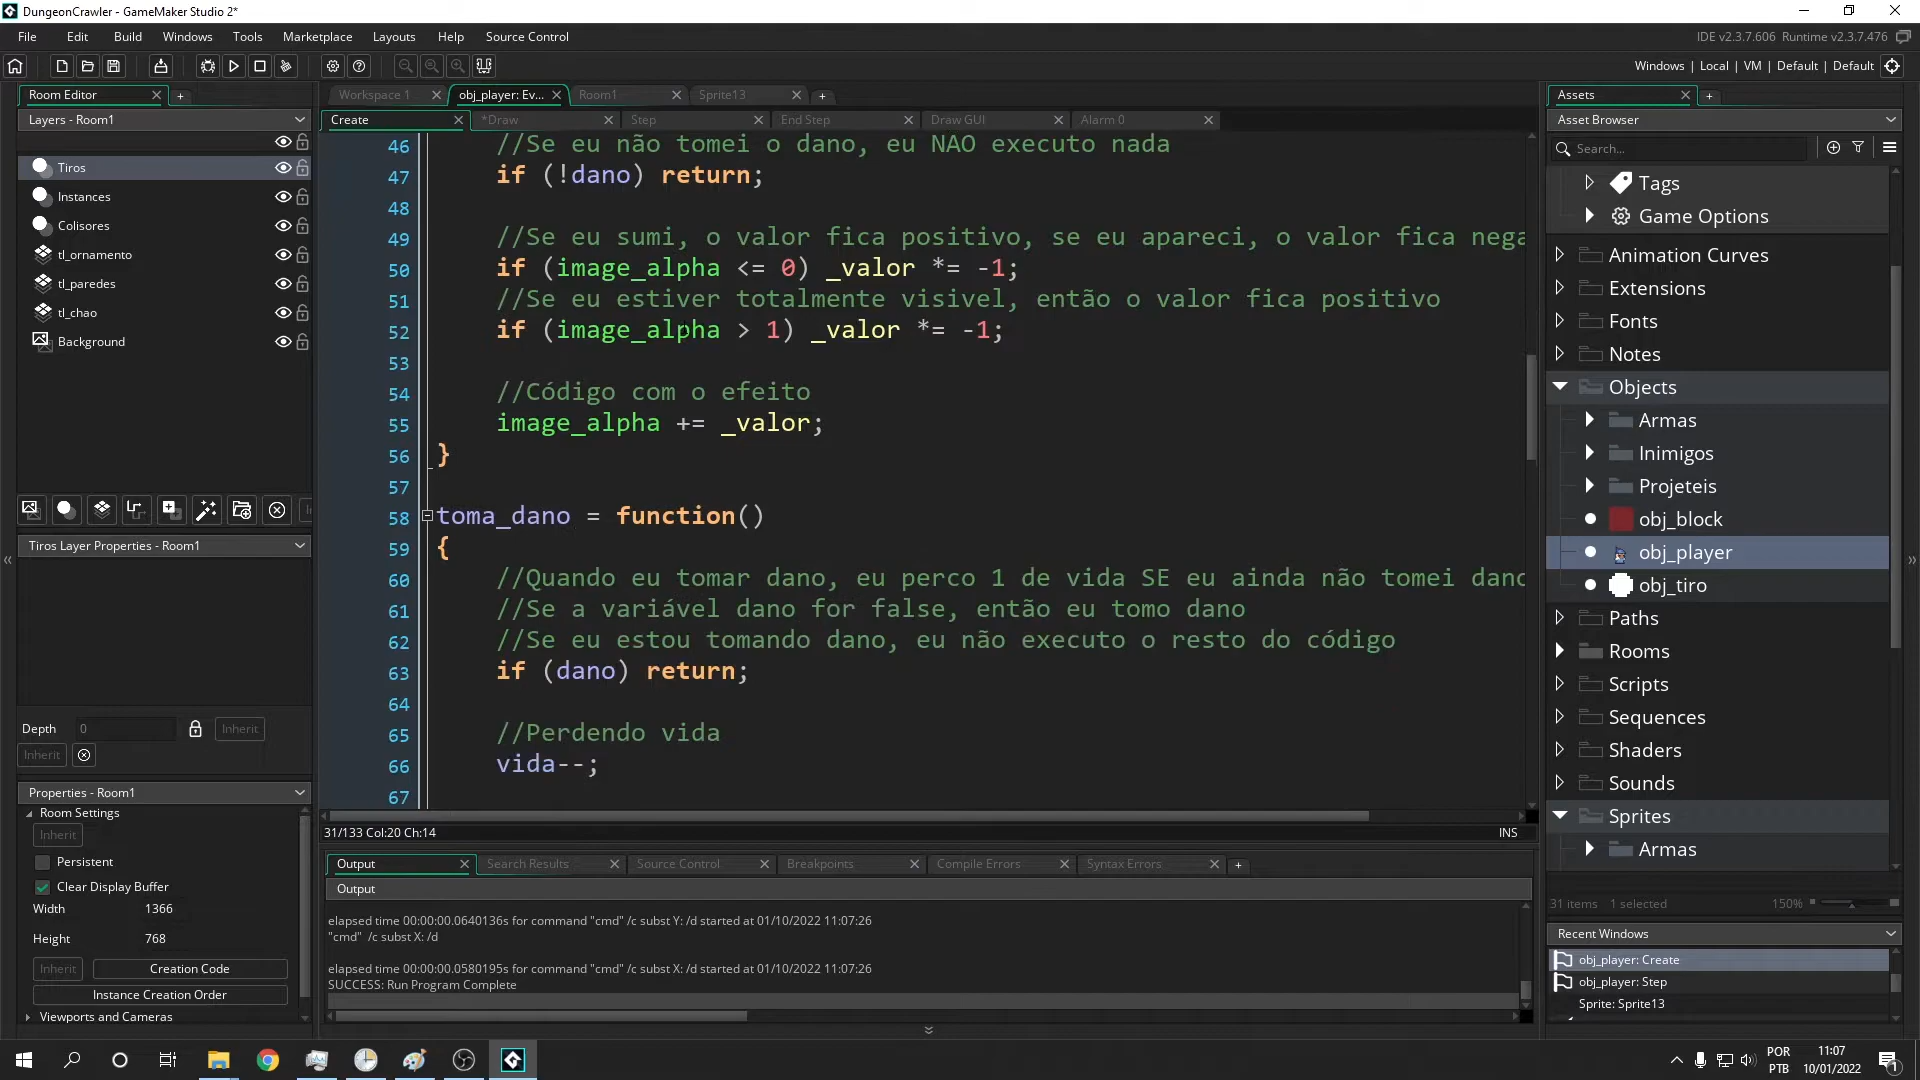 DungeonCrawler - GameMaker Studio 2*
File Edit Build Windows Tools Marketplace Layouts Help Source Control
IDE v2.3.7.606 Runtime v2.3.7.476
Windows | Local | VM | Default | Default
Room Editor
Layers - Room1
Tiros
Instances
Colisores
tl_ornamento
tl_paredes
tl_chao
Background
Tiros Layer Properties - Room1
Depth 0 Inherit
Inherit
Properties - Room1
Room Settings
Inherit
Persistent
Clear Display Buffer
Width 1366
Height 768
Inherit Creation Code
Instance Creation Order
Viewports and Cameras
Workspace 1 obj_player: Ev... Room1 Sprite13
Create *Draw Step End Step Draw GUI Alarm 0
46 //Se eu não tomei o dano, eu NAO executo nada
47 if (!dano) return;
48
49 //Se eu sumi, o valor fica positivo, se eu apareci, o valor fica nega
50 if (image_alpha <= 0) _valor *= -1;
51 //Se eu estiver totalmente visivel, então o valor fica positivo
52 if (image_alpha > 1) _valor *= -1;
53
54 //Código com o efeito
55 image_alpha += _valor;
56 }
57
58 toma_dano = function()
59 {
60 //Quando eu tomar dano, eu perco 1 de vida SE eu ainda não tomei dano
61 //Se a variável dano for false, então eu tomo dano
62 //Se eu estou tomando dano, eu não executo o resto do código
63 if (dano) return;
64
65 //Perdendo vida
66 vida--;
67
31/133 Col:20 Ch:14 INS
Output Search Results Source Control Breakpoints Compile Errors Syntax Errors
Output
elapsed time 00:00:00.0640136s for command "cmd" /c subst Y: /d started at 01/10/2022 11:07:26
"cmd" /c subst X: /d
elapsed time 00:00:00.0580195s for command "cmd" /c subst X: /d started at 01/10/2022 11:07:26
SUCCESS: Run Program Complete
Assets
Asset Browser
Search...
Tags
Game Options
Animation Curves
Extensions
Fonts
Notes
Objects
Armas
Inimigos
Projeteis
obj_block
obj_player
obj_tiro
Paths
Rooms
Scripts
Sequences
Shaders
Sounds
Sprites
Armas
31 items 1 selected 150%
Recent Windows
obj_player: Create
obj_player: Step
Sprite: Sprite13
POR
PTB
11:07
10/01/2022
1